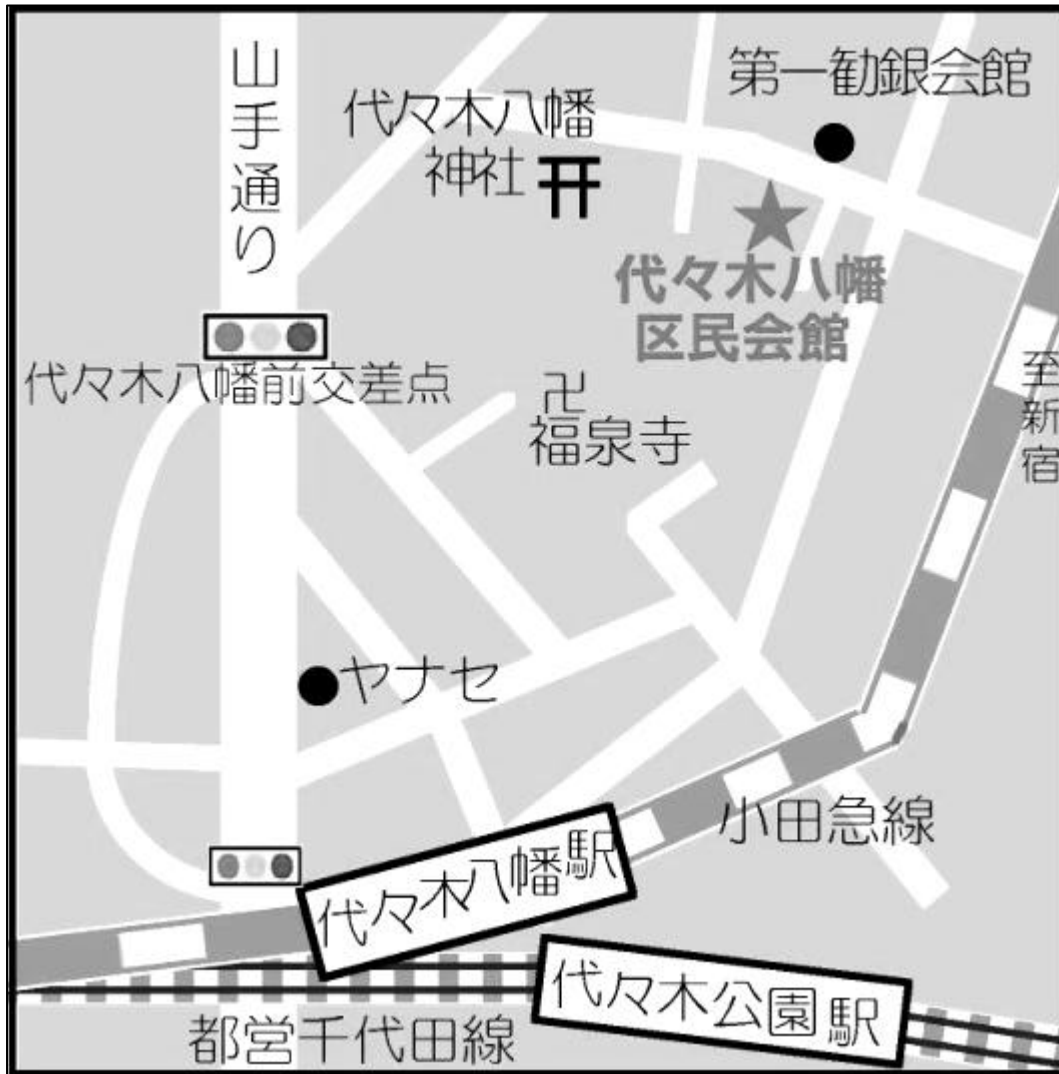 山手通り
第一勧銀会館
代々木八幡
神社
代々木八幡
区民会館
代々木八幡前交差点
至新宿
福泉寺
ヤナセ
小田急線
代々木八幡駅
代々木公園駅
都営千代田線